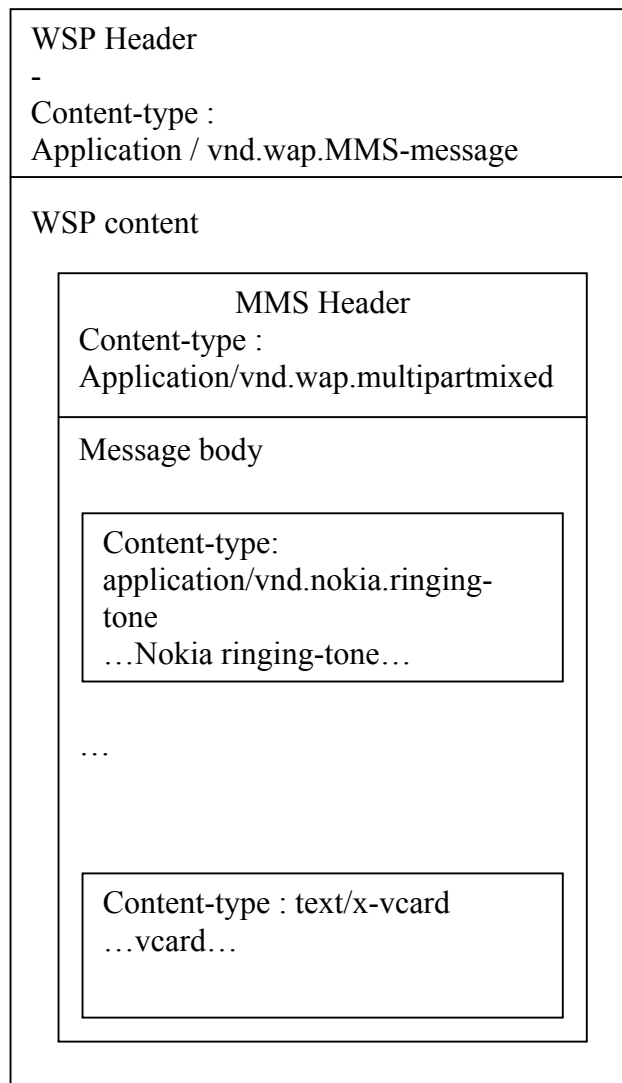 WSP Header
-
Content-type :
Application / vnd.wap.MMS-message
WSP content
MMS Header
Content-type :
Application/vnd.wap.multipartmixed
Message body
Content-type:
application/vnd.nokia.ringing-
tone
…Nokia ringing-tone…
…
Content-type : text/x-vcard
…vcard…